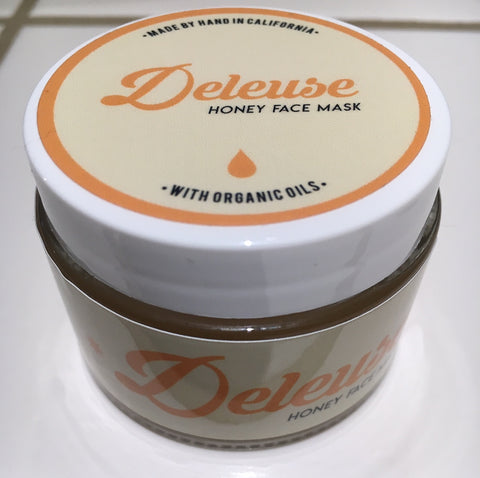 •MADE BY HAND IN CALIFORNIA•
Deleuse
HONEY FACE MASK
•WITH ORGANIC OILS•
Deleuse
HONEY FACE